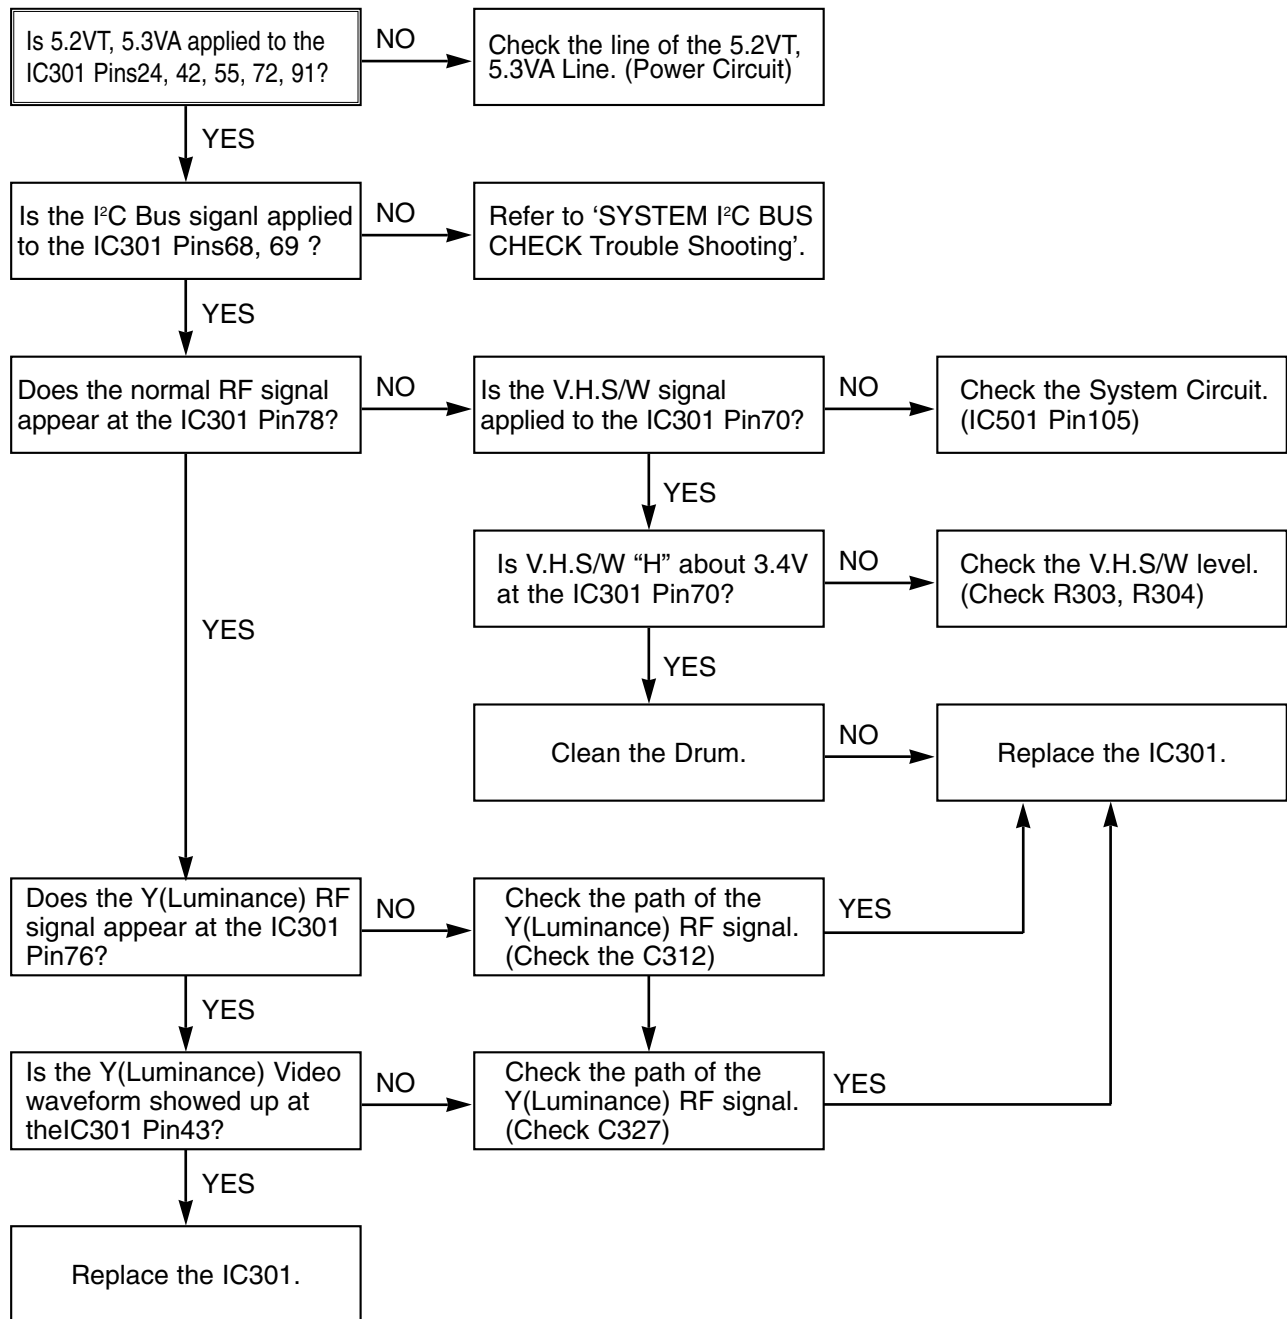 Is 5.2VT, 5.3VA applied to the
IC301 Pins24, 42, 55, 72, 91?
NO
Check the line of the 5.2VT,
5.3VA Line. (Power Circuit)
YES
Is the I²C Bus siganl applied
to the IC301 Pins68, 69 ?
NO
Refer to ‘SYSTEM I²C BUS
CHECK Trouble Shooting’.
YES
Does the normal RF signal
appear at the IC301 Pin78?
NO
Is the V.H.S/W signal
applied to the IC301 Pin70?
NO
Check the System Circuit.
(IC501 Pin105)
YES
Is V.H.S/W “H” about 3.4V
at the IC301 Pin70?
NO
Check the V.H.S/W level.
(Check R303, R304)
YES
YES
Clean the Drum.
NO
Replace the IC301.
Does the Y(Luminance) RF
signal appear at the IC301
Pin76?
NO
Check the path of the
Y(Luminance) RF signal.
(Check the C312)
YES
YES
Is the Y(Luminance) Video
waveform showed up at
theIC301 Pin43?
NO
Check the path of the
Y(Luminance) RF signal.
(Check C327)
YES
YES
Replace the IC301.